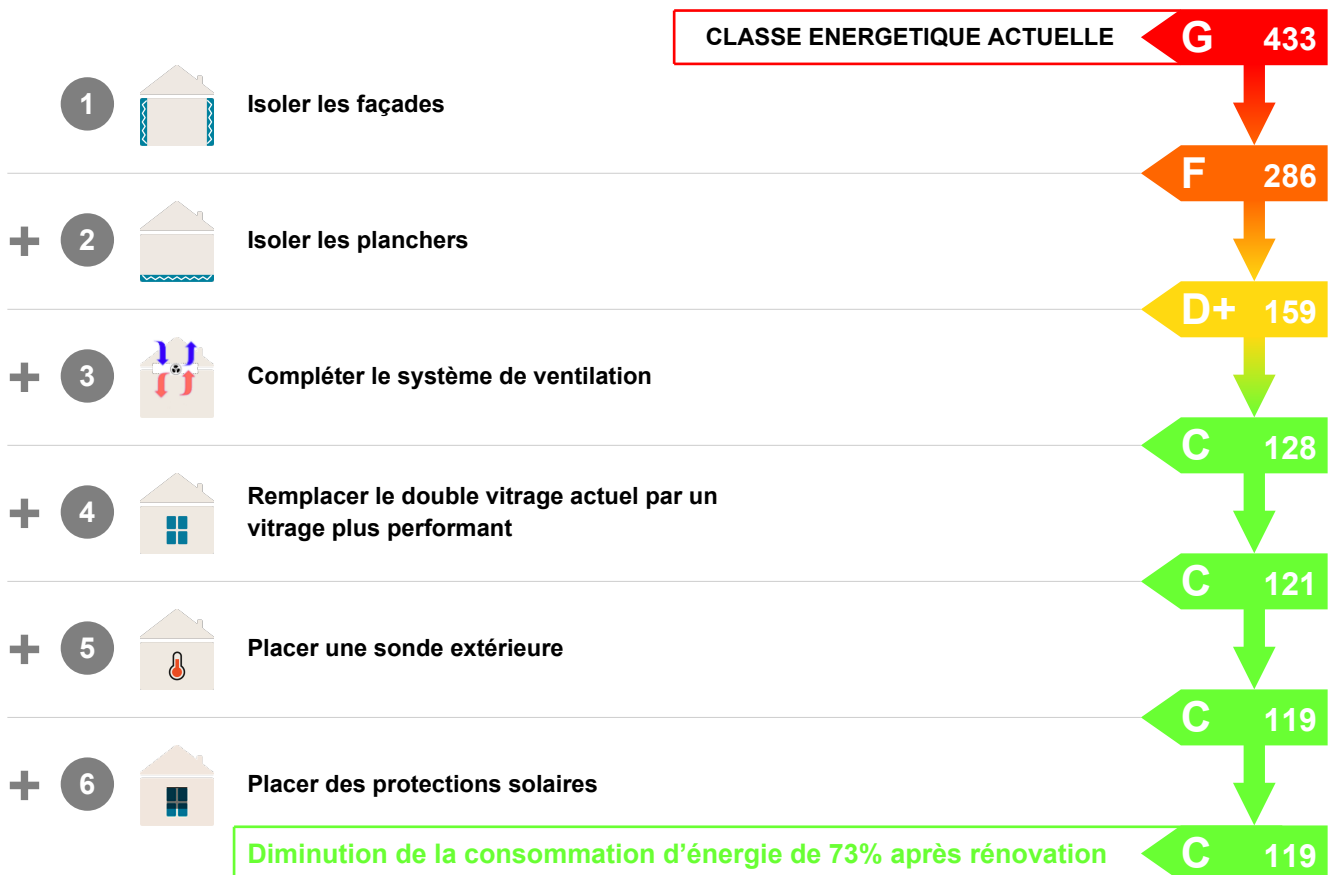 CLASSE ENERGETIQUE ACTUELLE G 433
1 Isoler les façades
F 286
+ 2 Isoler les planchers
D+ 159
+ 3 Compléter le système de ventilation
C 128
+ 4 Remplacer le double vitrage actuel par un
vitrage plus performant
C 121
+ 5 Placer une sonde extérieure
C 119
+ 6 Placer des protections solaires
Diminution de la consommation d’énergie de 73% après rénovation C 119